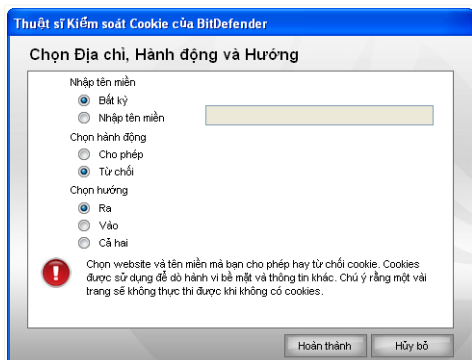 Thuật sĩ Kiểm soát Cookie của BitDefender
Chọn Địa chỉ, Hành động và Hướng
Nhập tên miền
Bất kỳ
Nhập tên miền
Chọn hành động
Cho phép
Từ chối
Chọn hướng
Ra
Vào
Cả hai
Chọn website và tên miền mà bạn cho phép hay từ chối cookie. Cookies
được sử dụng để dò hành vi bề mặt và thông tin khác. Chú ý rằng một vài
trang sẽ không thực thi được khi không có cookies.
Hoàn thành
Hủy bỏ